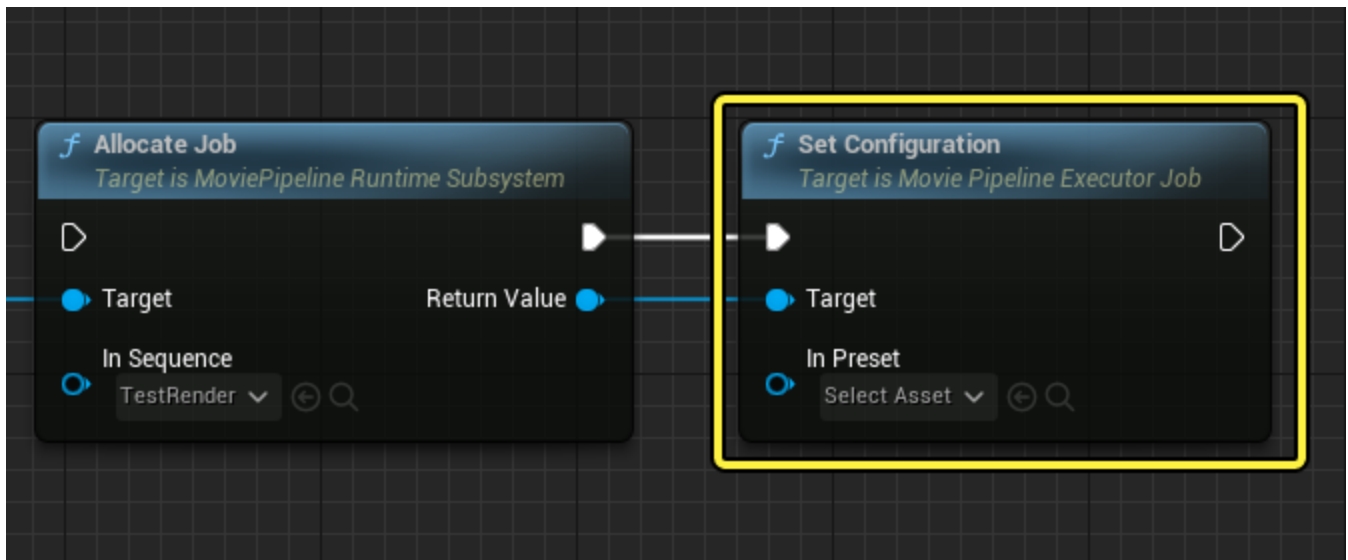 f Allocate Job
Target is MoviePipeline Runtime Subsystem
Target
Return Value
In Sequence
TestRender
f Set Configuration
Target is Movie Pipeline Executor Job
Target
In Preset
Select Asset